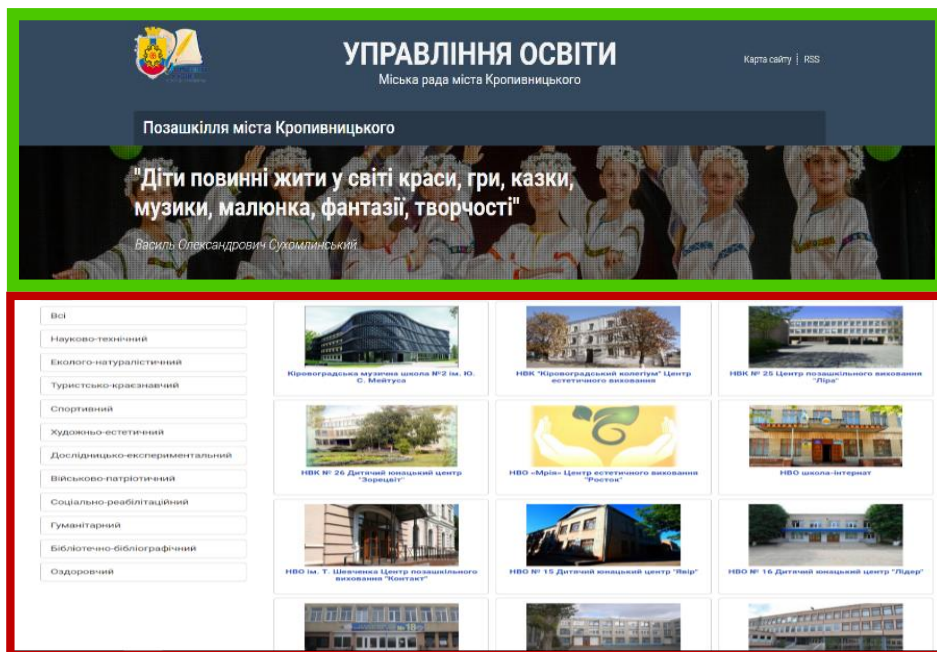 УПРАВЛІННЯ ОСВІТИ
Міська рада міста Кропивницького
Карта сайту | RSS
Позашкілля міста Кропивницького
"Діти повинні жити у світі краси, гри, казки,
музики, малюнка, фантазії, творчості"
Василь Олександрович Сухомлинський
Всі
Науково-технічний
Еколого-натуралістичний
Туристсько-краєзнавчий
Спортивний
Художньо-естетичний
Дослідницько-експериментальний
Військово-патріотичний
Соціально-реабілітаційний
Гуманітарний
Бібліотечно-бібліографічний
Оздоровчий
Кіровоградська музична школа №2 ім. Ю.
С. Мейтуса
НВК "Кіровоградський колегіум" Центр
естетичного виховання
НВК № 25 Центр позашкільного виховання
"Ліра"
НВК № 26 Дитячий юнацький центр
"Зорецвіт"
НВО «Мрія» Центр естетичного виховання
"Росток"
НВО школа-інтернат
НВО ім. Т. Шевченка Центр позашкільного
виховання "Контакт"
НВО № 15 Дитячий юнацький центр "Явір"
НВО № 16 Дитячий юнацький центр "Лідер"